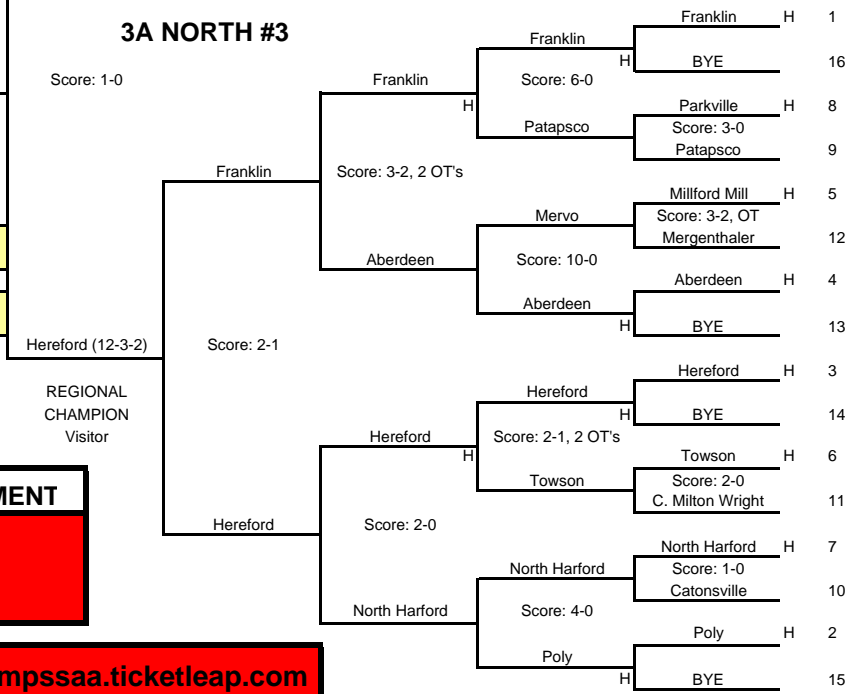 3A NORTH #3
Franklin H 1
Franklin
H BYE 16
Score: 1-0
Franklin
Score: 6-0
H
Parkville H 8
Patapsco
Score: 3-0
Patapsco 9
Franklin
Score: 3-2, 2 OT's
Millford Mill H 5
Mervo
Score: 3-2, OT
Mergenthaler 12
Aberdeen
Score: 10-0
Aberdeen H 4
Aberdeen
H BYE 13
Hereford (12-3-2)
Score: 2-1
REGIONAL
CHAMPION
Visitor
Hereford H 3
Hereford
H BYE 14
Hereford
Score: 2-1, 2 OT's
H
Towson H 6
Towson
Score: 2-0
C. Milton Wright 11
MENT
Hereford
Score: 2-0
North Harford H 7
North Harford
Score: 1-0
Catonsville 10
North Harford
Score: 4-0
Poly H 2
Poly
H BYE 15
mpssaa.ticketleap.com